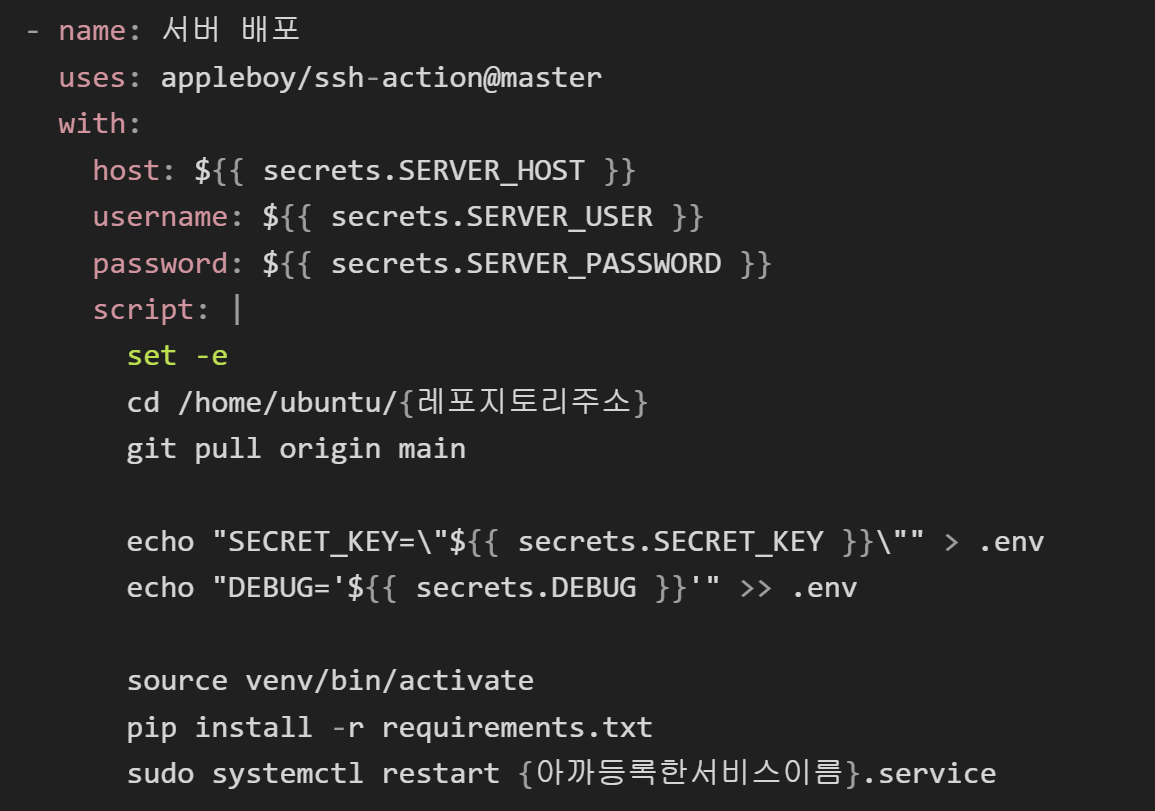 - name: 서버 배포
uses: appleboy/ssh-action@master
with:
host: ${{ secrets.SERVER_HOST }}
username: ${{ secrets.SERVER_USER }}
password: ${{ secrets.SERVER_PASSWORD }}
script: |
set -e
cd /home/ubuntu/{레포지토리주소}
git pull origin main
echo "SECRET_KEY=\"${{ secrets.SECRET_KEY }}\"" > .env
echo "DEBUG='${{ secrets.DEBUG }}'" >> .env
source venv/bin/activate
pip install -r requirements.txt
sudo systemctl restart {아까등록한서비스이름}.service